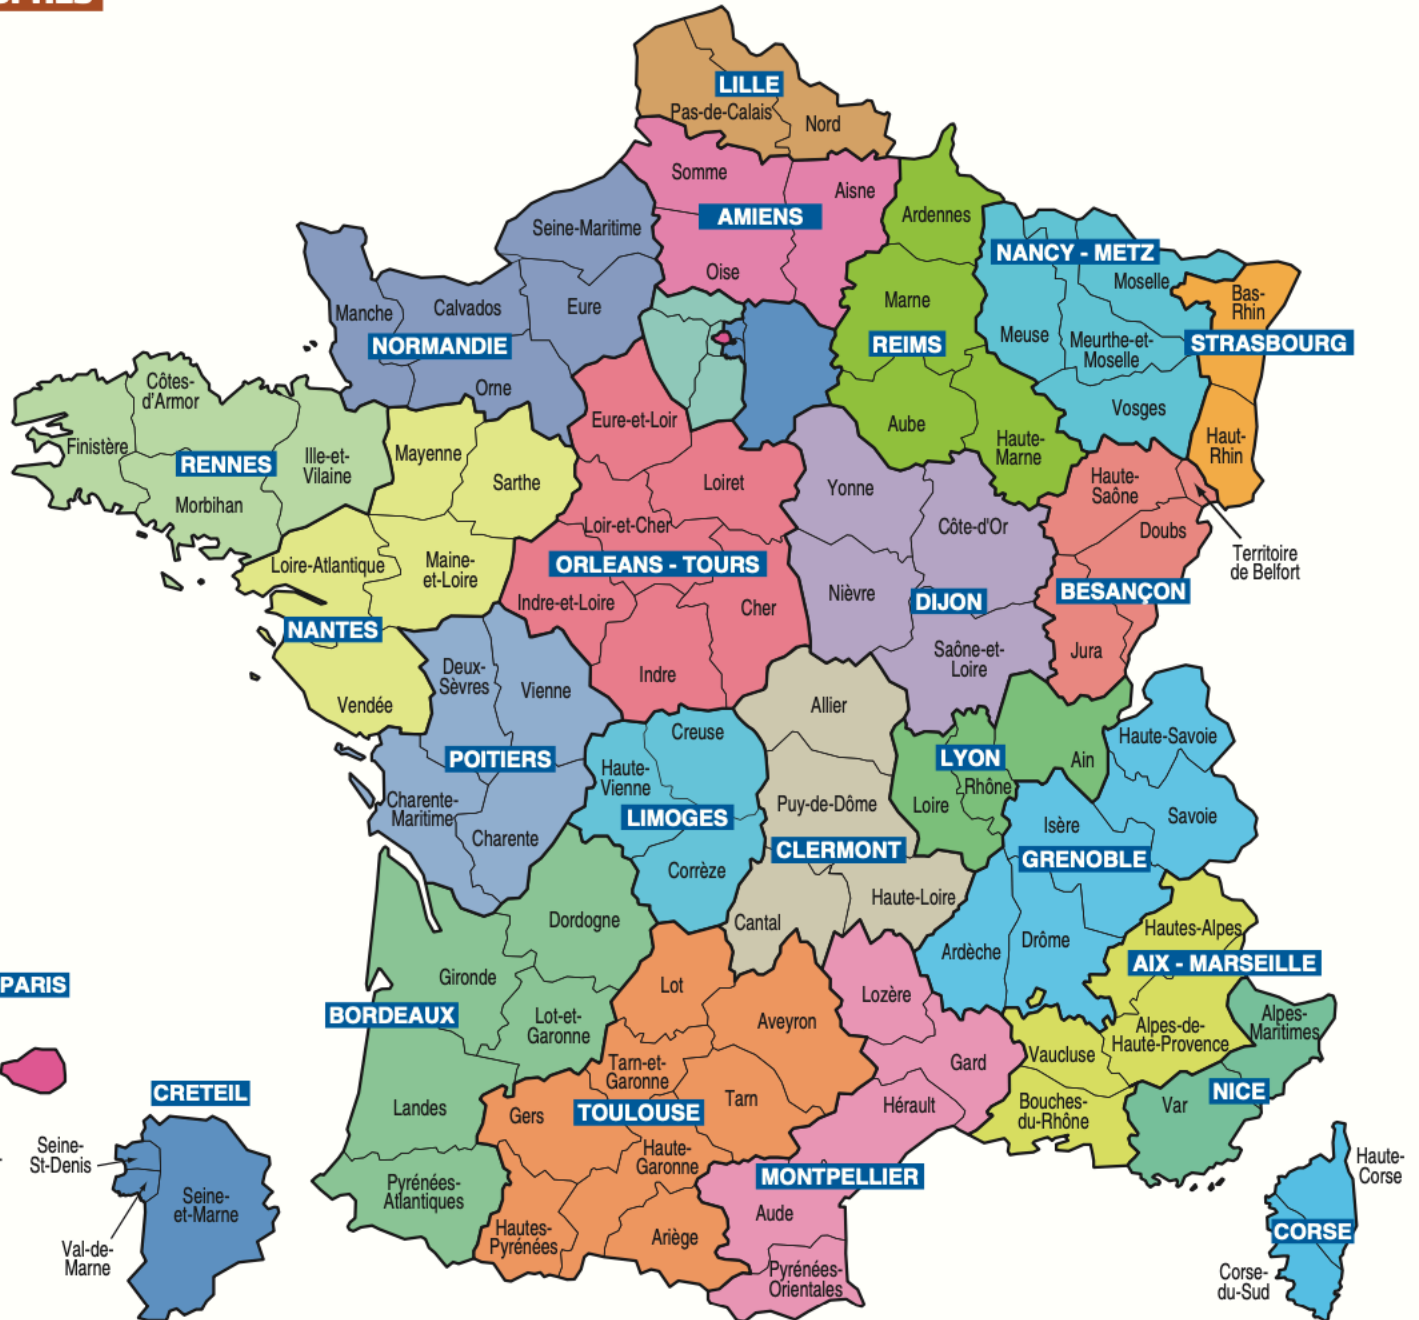 LILLE
Pas-de-Calais
Nord
Somme
Aisne
AMIENS
Oise
Seine-Maritime
Ardennes
NANCY - METZ
Moselle
Bas-
Rhin
Manche
Calvados
Eure
Marne
Meuse
Meurthe-et-
Moselle
STRASBOURG
NORMANDIE
REIMS
Orne
Côtes-
d'Armor
Vosges
Eure-et-Loir
Aube
Haute-
Marne
Haut-
Rhin
Finistère
RENNES
Ille-et-
Vilaine
Mayenne
Sarthe
Morbihan
Loiret
Yonne
Haute-
Saône
Côte-d'Or
Doubs
Loir-et-Cher
Territoire
de Belfort
Loire-Atlantique
Maine-
et-Loire
ORLEANS - TOURS
Indre-et-Loire
Cher
Nièvre
DIJON
BESANÇON
NANTES
Saône-et-
Loire
Jura
Deux-
Sèvres
Vienne
Indre
Vendée
Allier
Creuse
Haute-Savoie
POITIERS
Haute-
Vienne
LYON
Ain
Rhône
Loire
Charente-
Maritime
Puy-de-Dôme
Savoie
LIMOGES
Isère
Charente
CLERMONT
GRENOBLE
Corrèze
Haute-Loire
Dordogne
Cantal
Hautes-Alpes
Ardèche
Drôme
AIX - MARSEILLE
PARIS
Gironde
Lot
Lozère
BORDEAUX
Lot-et-
Garonne
Aveyron
Alpes-
Maritimes
Alpes-de-
Haute-Provence
Vaucluse
Gard
Tarn-et-
Garonne
CRETEIL
Landes
Gers
TOULOUSE
Tarn
Hérault
Bouches-
du-Rhône
Var
NICE
Seine-
St-Denis
Haute-
Garonne
MONTPELLIER
Haute-
Corse
Pyrénées-
Atlantiques
Seine-
et-Marne
Aude
Hautes-
Pyrénées
Ariège
CORSE
Val-de-
Marne
Pyrénées-
Orientales
Corse-
du-Sud